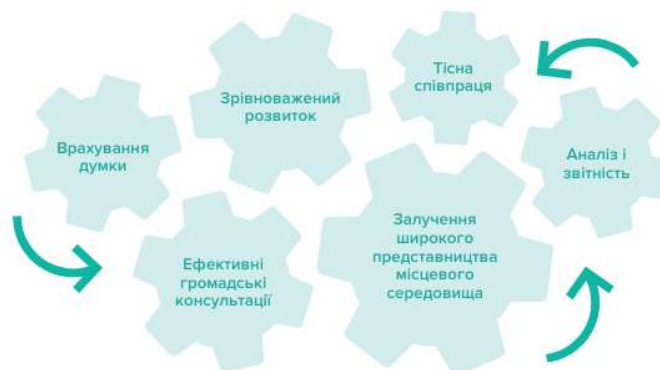 Тісна
співпраця
Зрівноважений
розвиток
Врахування
думки
Аналіз і
звітність
Залучення
широкого
представництва
місцевого
середовища
Ефективні
громадські
консультації